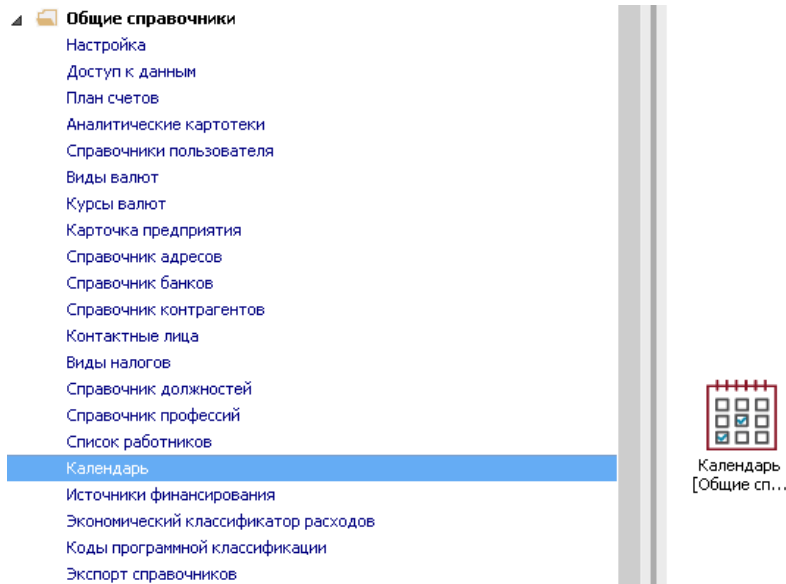 Общие справочники
Настройка
Доступ к данным
План счетов
Аналитические картотеки
Справочники пользователя
Виды валют
Курсы валют
Карточка предприятия
Справочник адресов
Справочник банков
Справочник контрагентов
Контактные лица
Виды налогов
Справочник должностей
Справочник профессий
Список работников
Календарь
Источники финансирования
Экономический классификатор расходов
Коды программной классификации
Экспорт справочников
Календарь
[Общие сп...